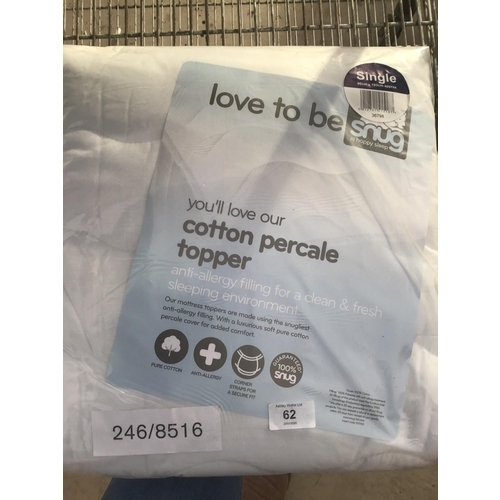 Single
love to be
snug
a happy sleep
you'll love our
cotton percale
topper
anti-allergy filling for a clean & fresh
sleeping environment.
Our mattress toppers are made using the snuggliest
anti-allergy filling. With a luxurious soft pure cotton
percale cover for added comfort.
PURE COTTON
ANTI-ALLERGY
CORNER
STRAPS FOR
A SECURE FIT
GUARANTEED
100%
snug
62
246/8516